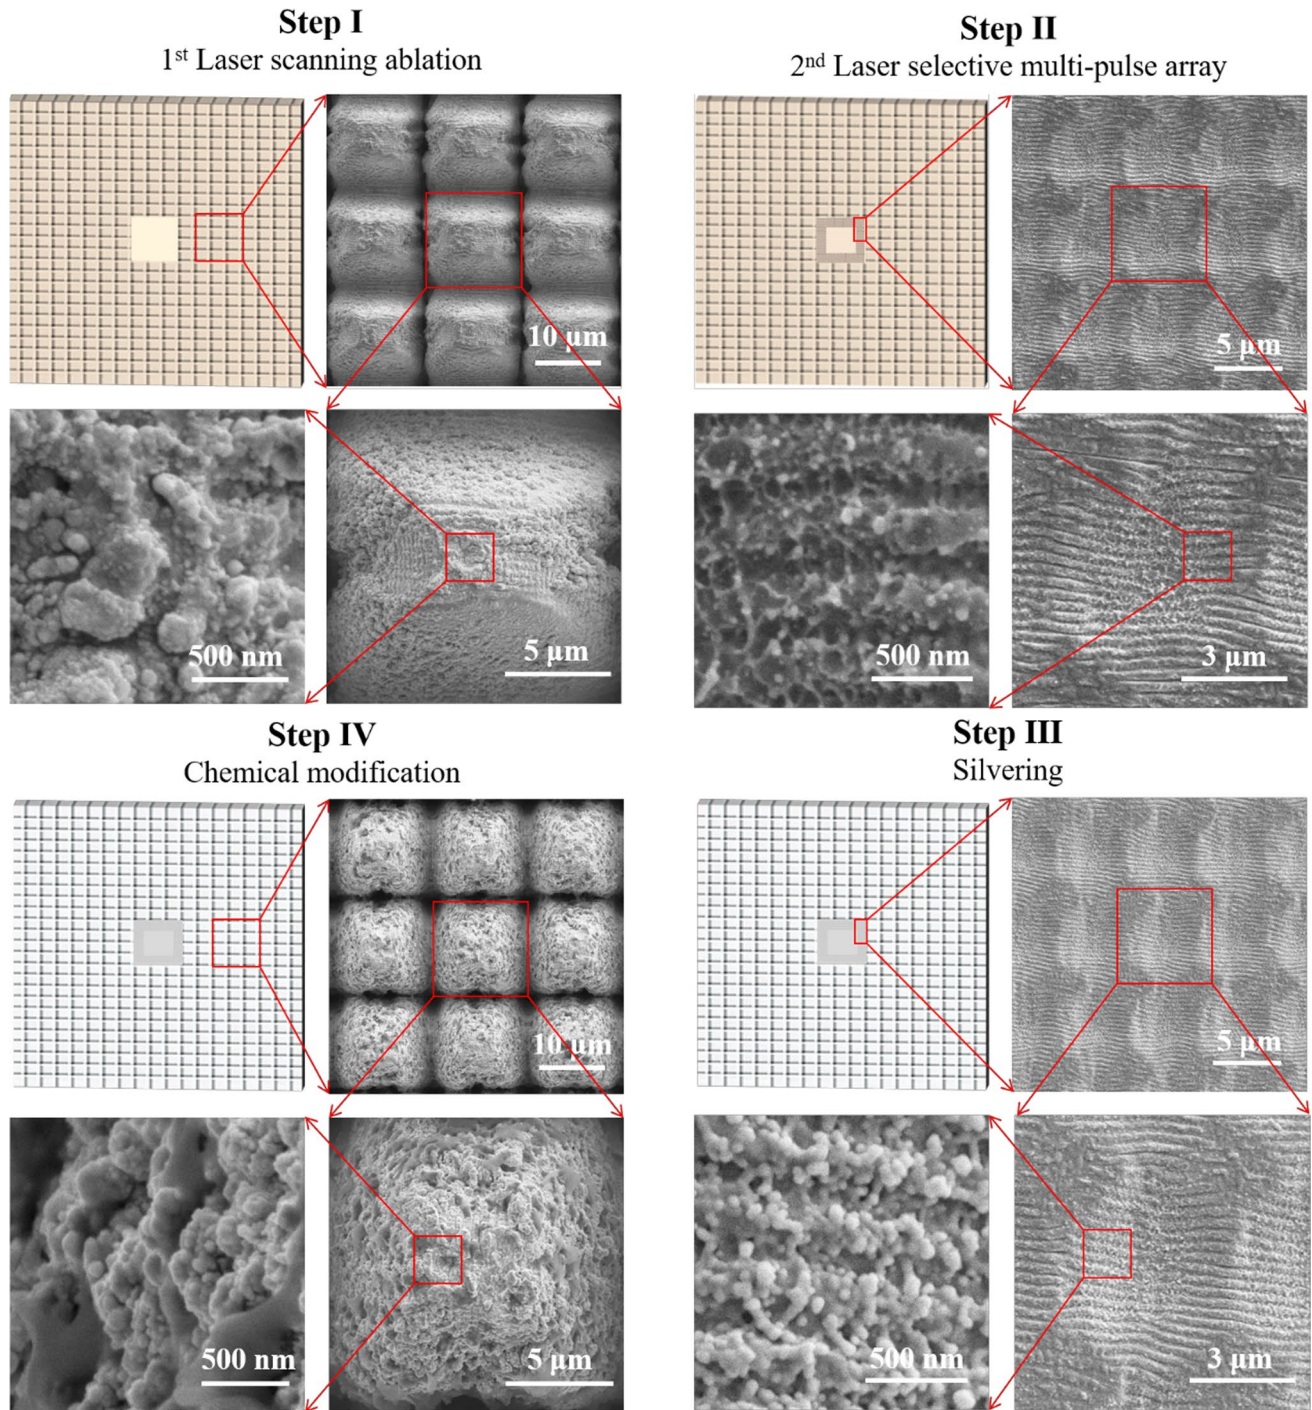 Step I
1st Laser scanning ablation
10 μm
500 nm
5 μm
Step II
2nd Laser selective multi-pulse array
5 μm
500 nm
3 μm
Step IV
Chemical modification
10 μm
500 nm
5 μm
Step III
Silvering
5 μm
500 nm
3 μm